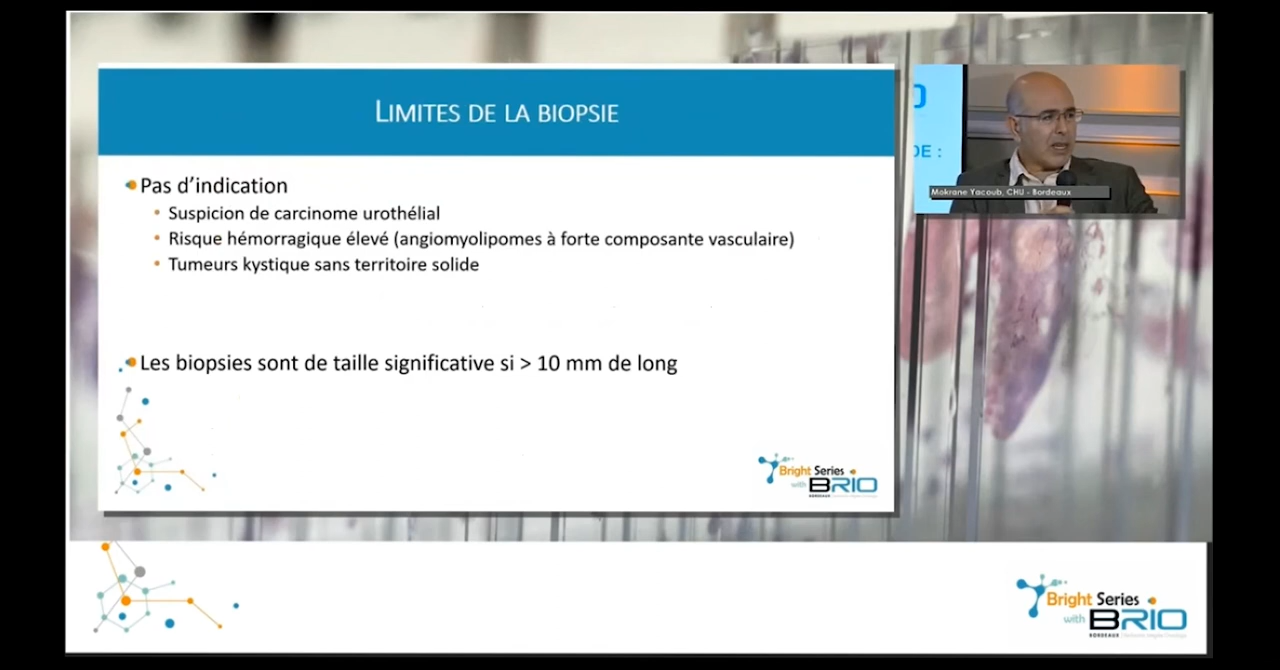 LIMITES DE LA BIOPSIE
Pas d'indication
Suspicion de carcinome urothélial
Risque hémorragique élevé (angiomyolipomes à forte composante vasculaire)
Tumeurs kystique sans territoire solide
Les biopsies sont de taille significative si > 10 mm de long
Bright Series
with BRIO
BORDEAUX
DE :
Mokrane Yacoub, CHU - Bordeaux
Bright Series
with BRIO
BORDEAUX